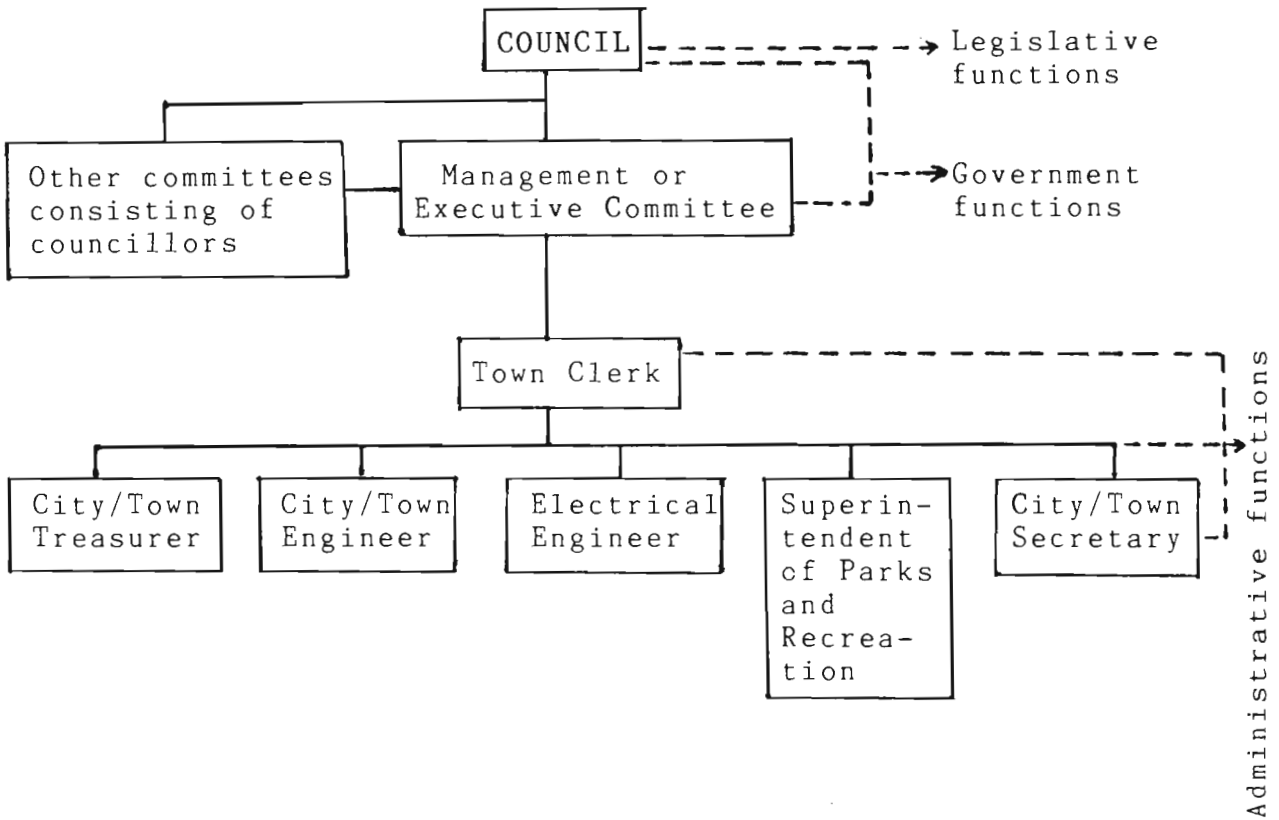 COUNCIL
Legislative
functions
Other committees
consisting of
councillors
Management or
Executive Committee
Government
functions
Town Clerk
City/Town
Treasurer
City/Town
Engineer
Electrical
Engineer
Superin-
tendent
of Parks
and
Recrea-
tion
City/Town
Secretary
Administrative functions